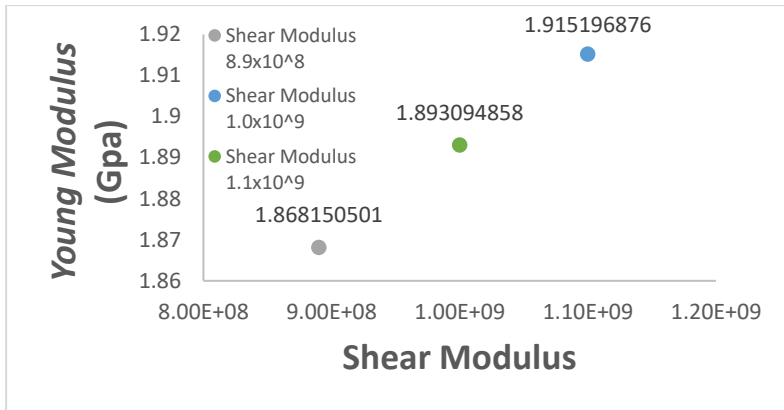 Young Modulus
(Gpa)
1.92
1.91
1.9
1.89
1.88
1.87
1.86
Shear Modulus
8.9x10^8
Shear Modulus
1.0x10^9
Shear Modulus
1.1x10^9
1.915196876
1.893094858
1.868150501
8.00E+08 9.00E+08 1.00E+09 1.10E+09 1.20E+09
Shear Modulus